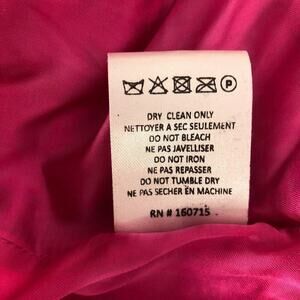 P
DRY CLEAN ONLY
NETTOYER A SEC SEULEMENT
DO NOT BLEACH
NE PAS JAVELLISER
DO NOT IRON
NE PAS REPASSER
DO NOT TUMBLE DRY
NE PAS SECHER EN MACHINE
RN # 160715